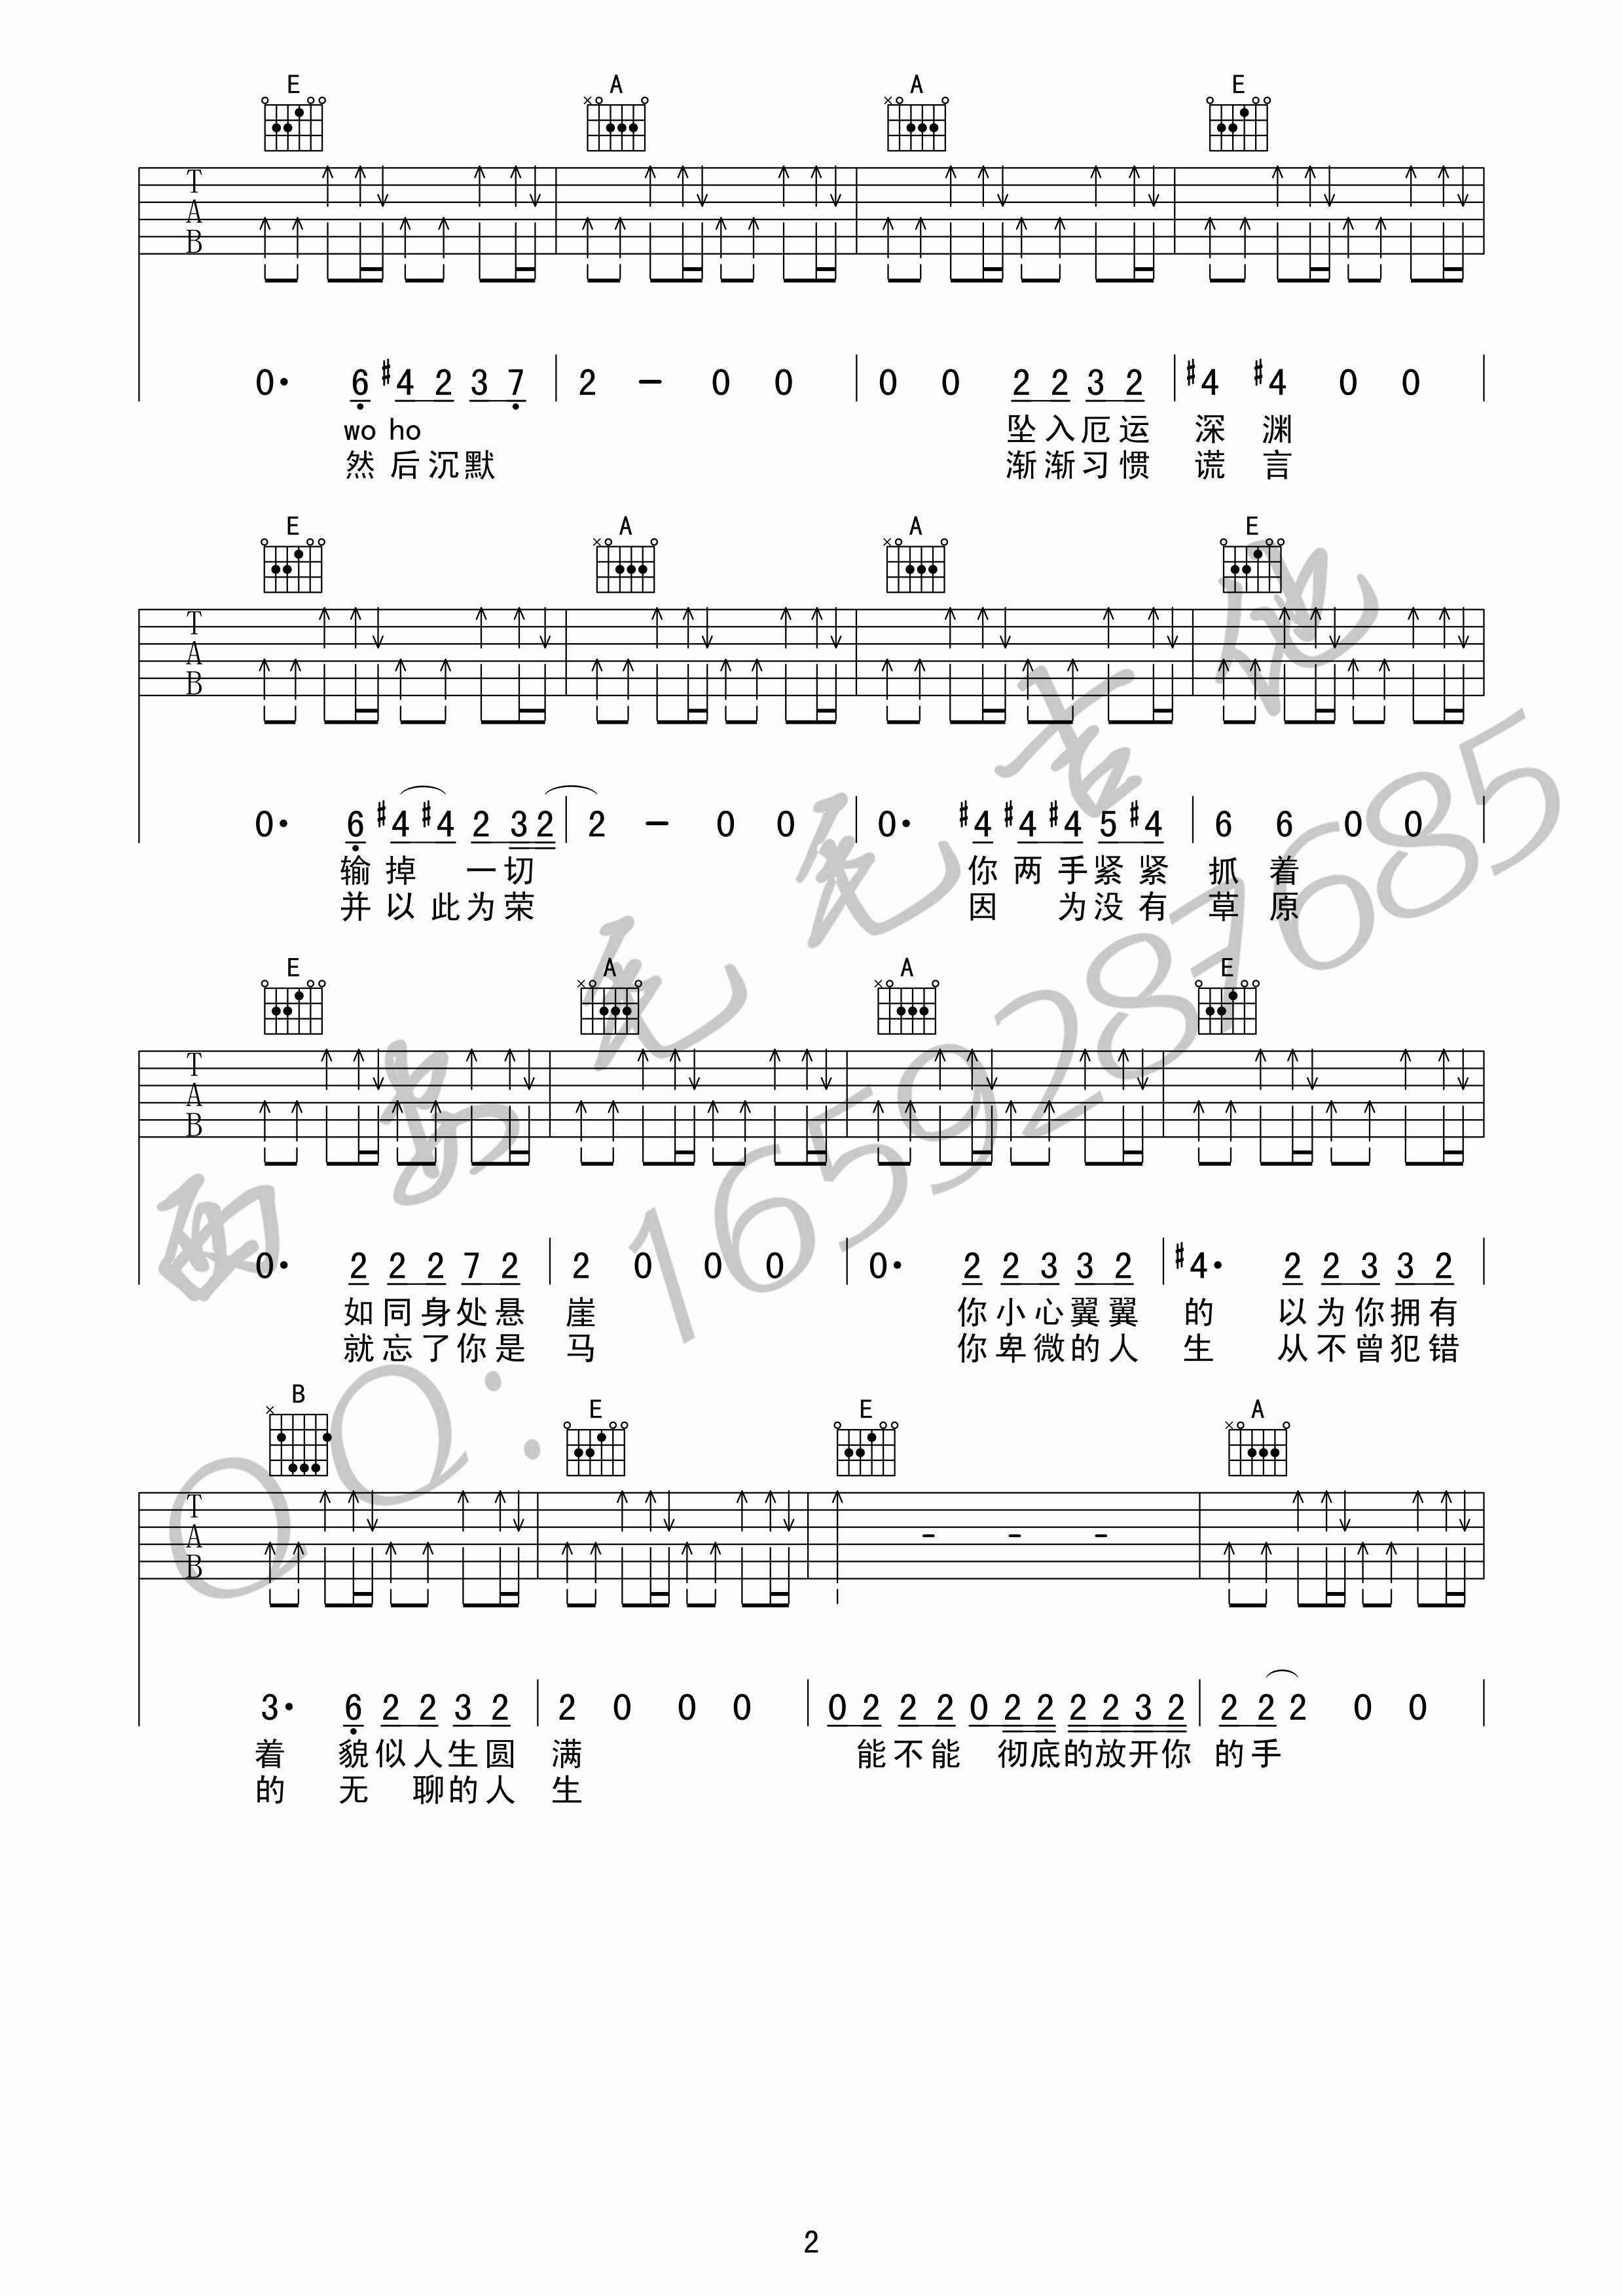 E A A E
T
A
B
0· 6 #4 2 3 7 2 - 0 0 0 0 2 2 3 2 #4 #4 0 0
wo ho 坠入厄运 深 渊
然后沉默 渐渐习惯 谎 言
E A A E
T
A
B
0· 6 #4 #4 2 3 2 2 - 0 0 0· #4 #4 #4 5 #4 6 6 0 0
输掉 一切 你两手紧紧 抓 着
并以此为荣 因 为没有 草 原
E A A E
T
A
B
0· 2 2 2 7 2 2 0 0 0 0· 2 2 3 3 2 #4· 2 2 3 3 2
如同身处悬 崖 你小心翼翼 的 以为你拥有
就忘了你是 马 你卑微的人 生 从不曾犯错
B E E A
T
A
B
- - -
3· 6 2 2 3 2 2 0 0 0 0 2 2 2 0 2 2 2 2 3 2 2 2 2 0 0
着 貌似人生圆 满 能不能 彻底的放开你 的手
的 无 聊的人 生
西安毛毛吉他
QQ:1659287685
2